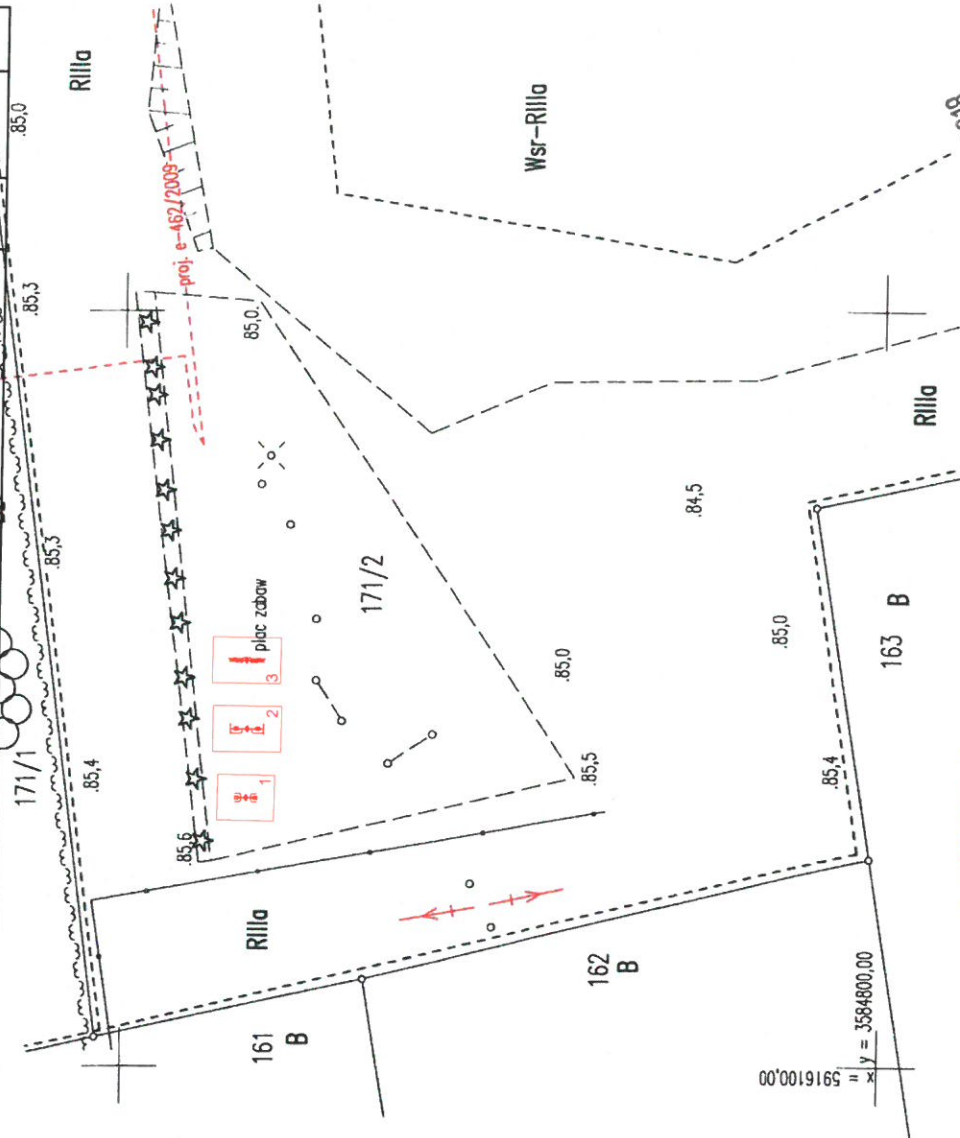 RIIIa
.85,0
.85,3
proj. e-462/2009
Wsr-RIIIa
85,0.
.85,3
171/1
.85,4
171/2
plac zabaw
3
2
1
.84,5
RIIIa
.85,0
.85,0
163
B
.85,5
.85,4
.85,6
RIIIa
162
B
161
B
y = 3584800,00
x = 5916100,00